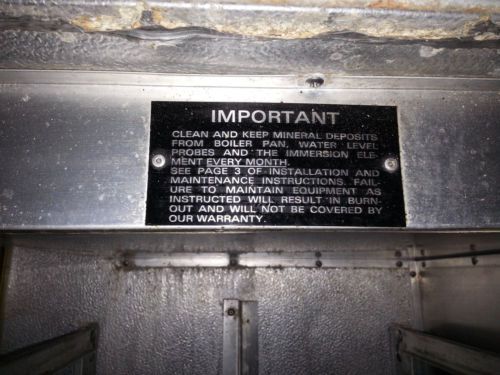 IMPORTANT
CLEAN AND KEEP MINERAL DEPOSITS
FROM BOILER PAN, WATER LEVEL
PROBES AND THE IMMERSION ELE-
MENT EVERY MONTH.
SEE PAGE 3 OF INSTALLATION AND
MAINTENANCE INSTRUCTIONS. FAIL-
URE TO MAINTAIN EQUIPMENT AS
INSTRUCTED WILL RESULT IN BURN-
OUT AND WILL NOT BE COVERED BY
OUR WARRANTY.